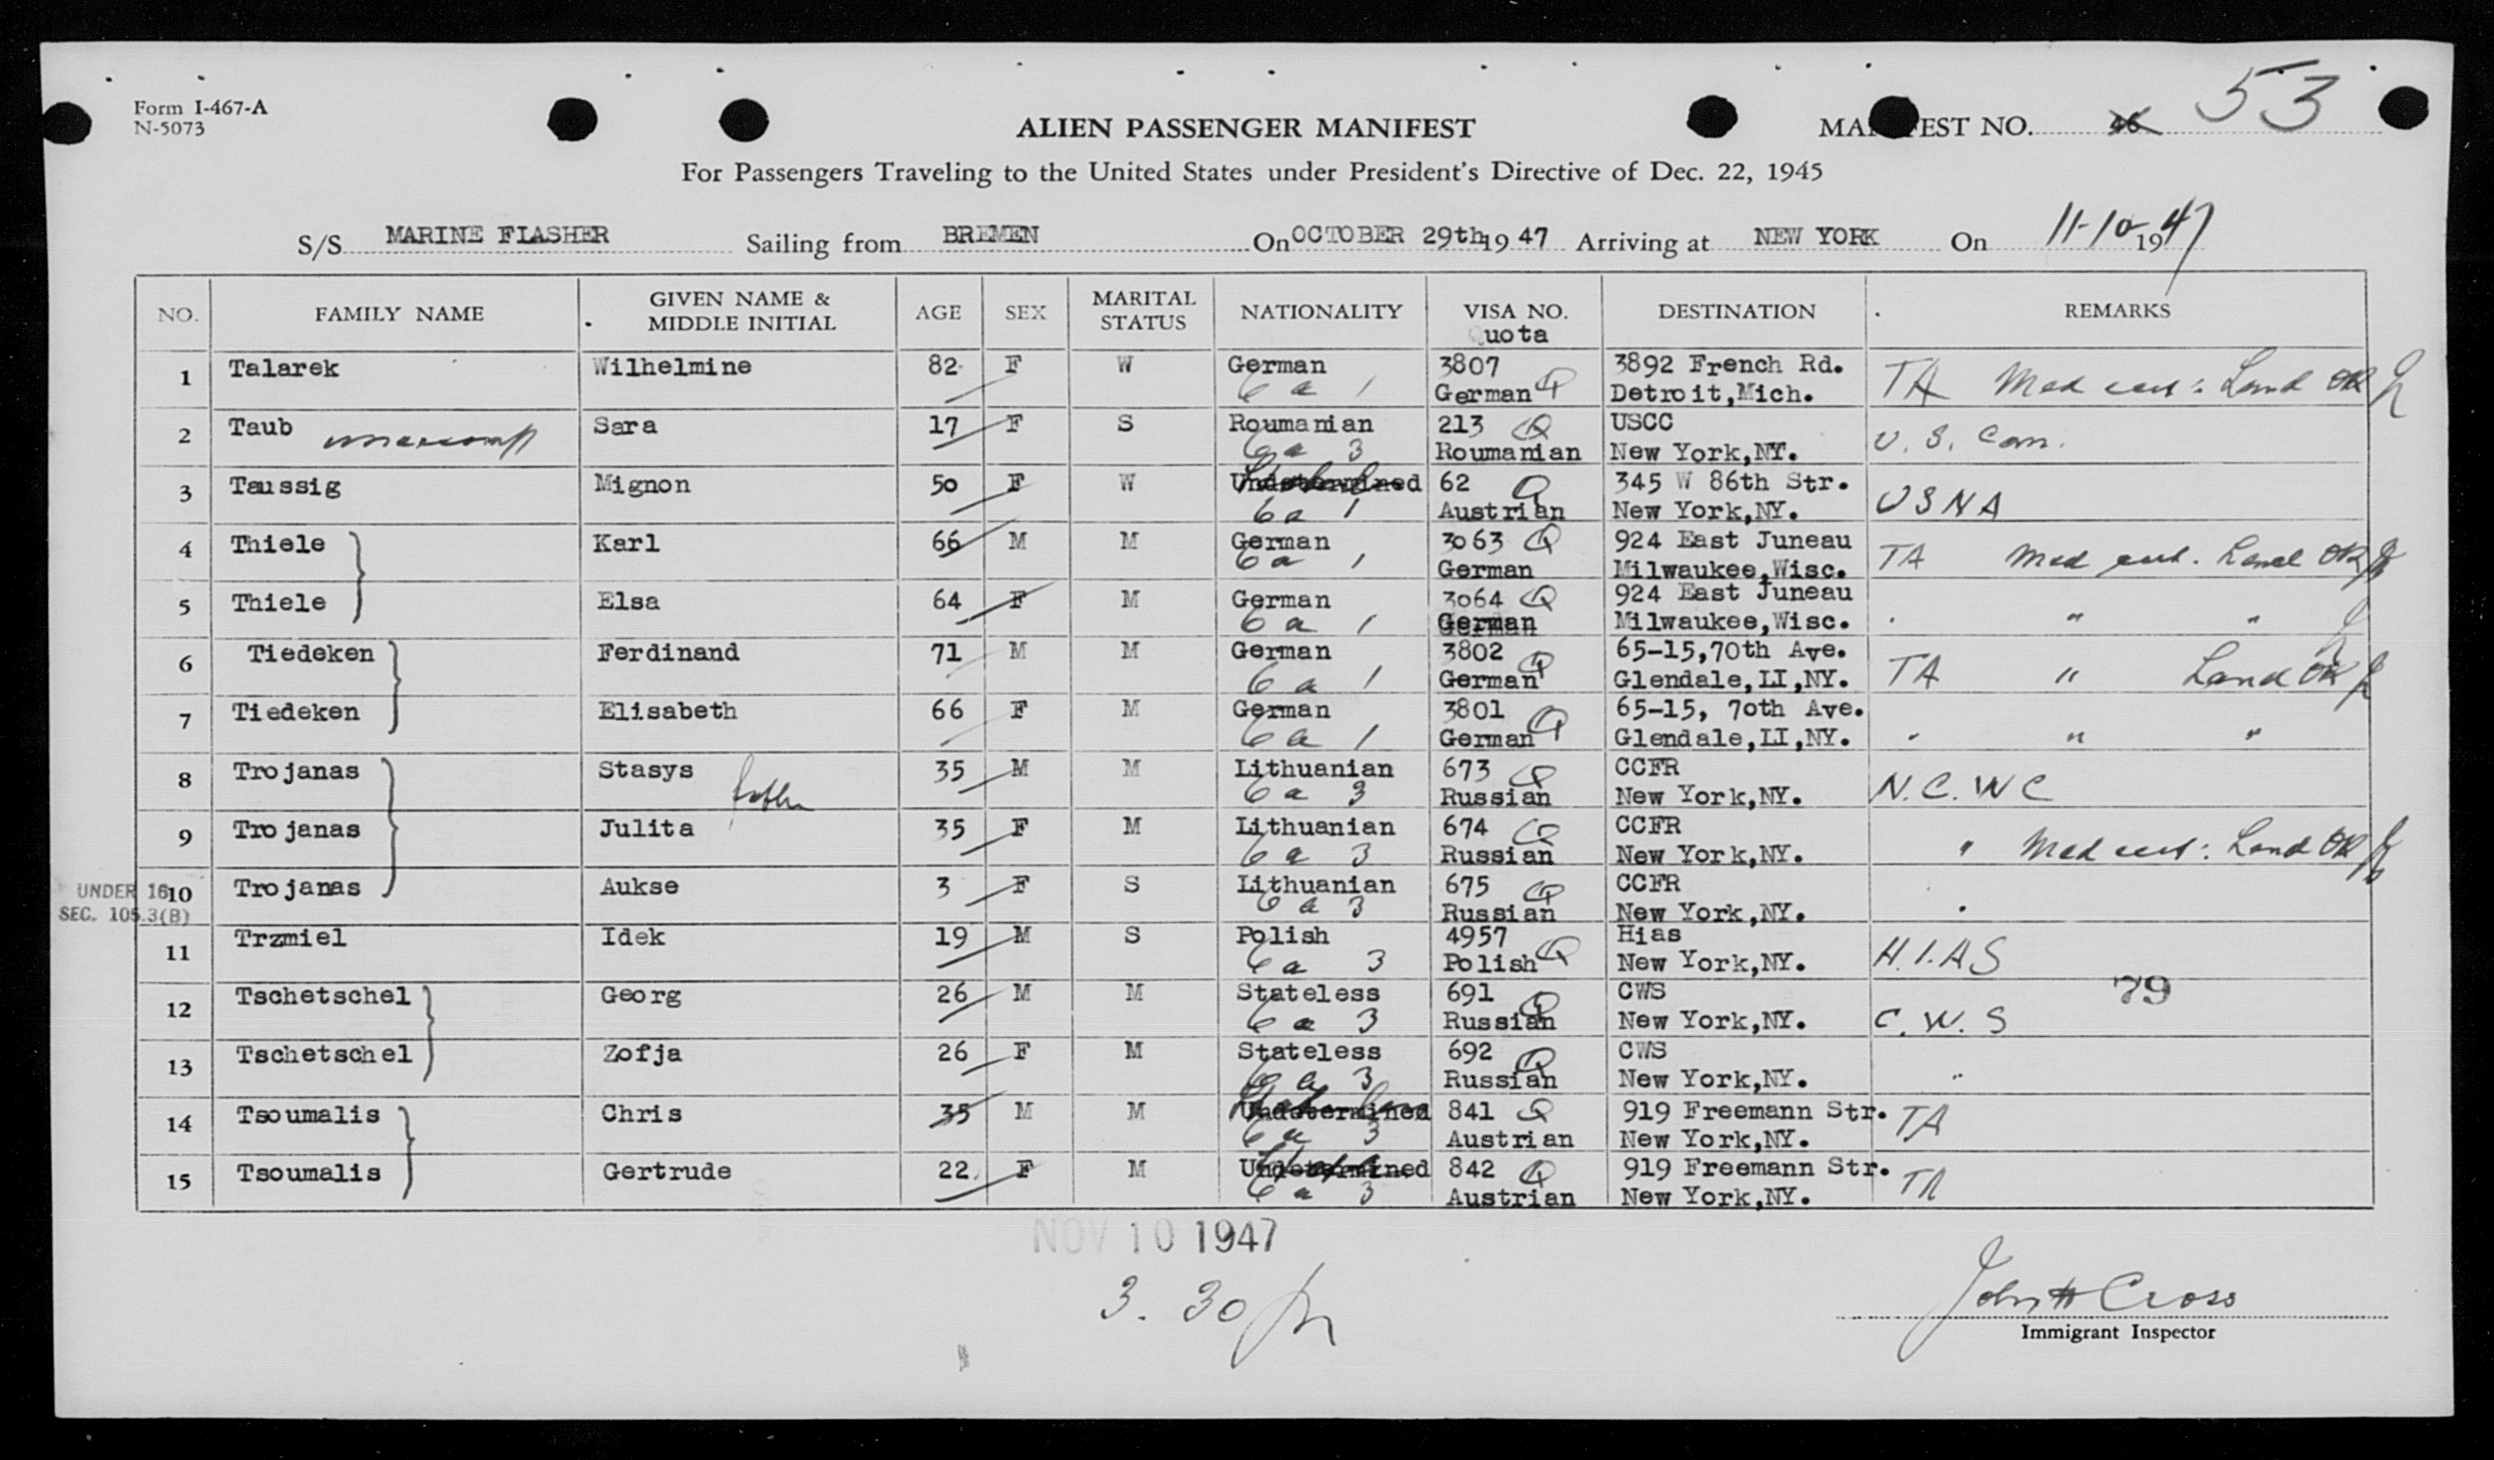 Form I-467-A
N-5073
53
ALIEN PASSENGER MANIFEST
MANIFEST NO. 46
For Passengers Traveling to the United States under President's Directive of Dec. 22, 1945
S/S MARINE FLASHER Sailing from BREMEN On OCTOBER 29th 19 47 Arriving at NEW YORK On 11-10-1947
NO. FAMILY NAME GIVEN NAME & MIDDLE INITIAL AGE SEX MARITAL STATUS NATIONALITY VISA NO. Quota DESTINATION REMARKS
1 Talarek Wilhelmine 82 F W German 3807 3892 French Rd. TA Med cert: Land OK
6a 1 German Q Detroit,Mich.
2 Taub Sara 17 F S Roumanian 213 Q USCC U.S. Com.
6a 3 Roumanian New York,NY.
3 Taussig Mignon 50 F W Undetermined 62 Q 345 W 86th Str. USNA
6a 1 Austrian New York,NY.
4 Thiele Karl 66 M M German 3063 Q 924 East Juneau TA Med cert. Land OK
6a 1 German Milwaukee,Wisc.
5 Thiele Elsa 64 F M German 3064 Q 924 East Juneau " " "
6a 1 German Milwaukee,Wisc.
6 Tiedeken Ferdinand 71 M M German 3802 Q 65-15,70th Ave. TA " Land OK
6a 1 German Glendale,LI,NY.
7 Tiedeken Elisabeth 66 F M German 3801 Q 65-15, 70th Ave. " " "
6a 1 German Glendale,LI,NY.
8 Trojanas Stasys 35 M M Lithuanian 673 Q CCFR N.C.W.C
6a 3 Russian New York,NY.
9 Trojanas Julita 35 F M Lithuanian 674 Q CCFR " Med cert: Land OK
6a 3 Russian New York,NY.
UNDER 16
SEC. 105.3(B)
10 Trojanas Aukse 3 F S Lithuanian 675 Q CCFR "
6a 3 Russian New York,NY.
11 Trzmiel Idek 19 M S Polish 4957 Q Hias H.I.A.S
6a 3 Polish New York,NY.
79
12 Tschetschel Georg 26 M M Stateless 691 Q CWS C.W.S
6a 3 Russian New York,NY.
13 Tschetschel Zofja 26 F M Stateless 692 Q CWS "
6a 3 Russian New York,NY.
14 Tsoumalis Chris 35 M M Undetermined 841 Q 919 Freemann Str. TA
6a 3 Austrian New York,NY.
15 Tsoumalis Gertrude 22 F M Undetermined 842 Q 919 Freemann Str. TA
6a 3 Austrian New York,NY.
NOV 10 1947
3.30 PM
John H Cross
Immigrant Inspector